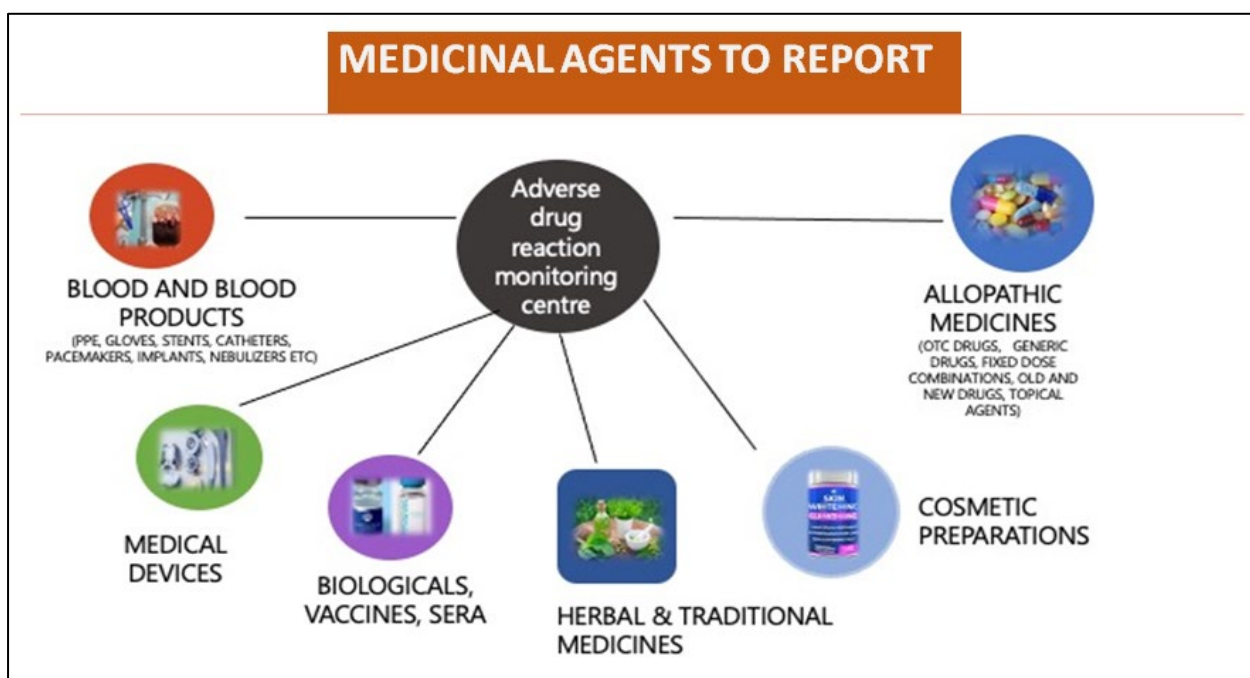 MEDICINAL AGENTS TO REPORT
Adverse
drug
reaction
monitoring
centre
BLOOD AND BLOOD
PRODUCTS
(PPE, GLOVES, STENTS, CATHETERS,
PACEMAKERS, IMPLANTS, NEBULIZERS ETC)
ALLOPATHIC
MEDICINES
(OTC DRUGS, GENERIC
DRUGS, FIXED DOSE
COMBINATIONS, OLD AND
NEW DRUGS, TOPICAL
AGENTS)
MEDICAL
DEVICES
BIOLOGICALS,
VACCINES, SERA
HERBAL & TRADITIONAL
MEDICINES
SKIN
WHITENING
COSMETIC
PREPARATIONS